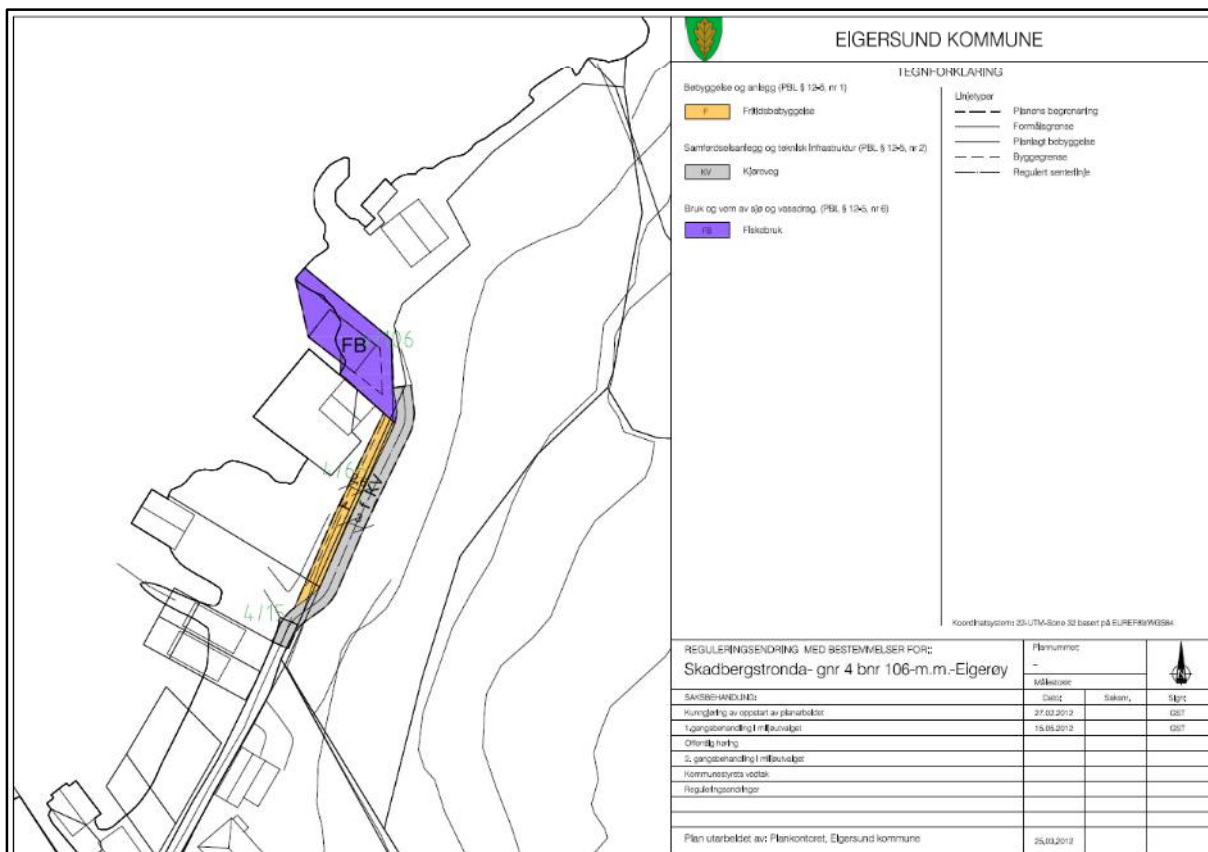 EIGERSUND KOMMUNE
TEGNFORKLARING
Bebyggelse og anlegg (PBL § 12-5, nr 1)
F Fritidsbebyggelse
Samferdselsanlegg og teknisk infrastruktur (PBL § 12-5, nr 2)
KV Kjøreveg
Bruk og vern av sjø og vassdrag. (PBL § 12-5, nr 6)
FB Fiskebruk
Linjetyper
Planens begrensning
Formålsgrense
Planlagt bebyggelse
Byggegrense
Regulert senterlinje
FB
4/15
f-KV
Koordinatsystem: 22-UTM-Sone 32 basert på EUREF89/WGS84
REGULERINGSENDRING MED BESTEMMELSER FOR:
Skadbergstronda- gnr 4 bnr 106-m.m.-Eigerøy
Plannummer:
-
Målestokk:
N
SAKSBEHANDLING: Dato: Saksnr. Sign:
Kunngjøring av oppstart av planarbeidet 27.02.2012 GST
1.gangsbehandling i miljøutvalget 15.05.2012 GST
Offentlig høring
2. gangsbehandling i miljøutvalget
Kommunestyrets vedtak
Reguleringsendringer
Plan utarbeidet av: Plankontoret, Eigersund kommune 25.03.2012